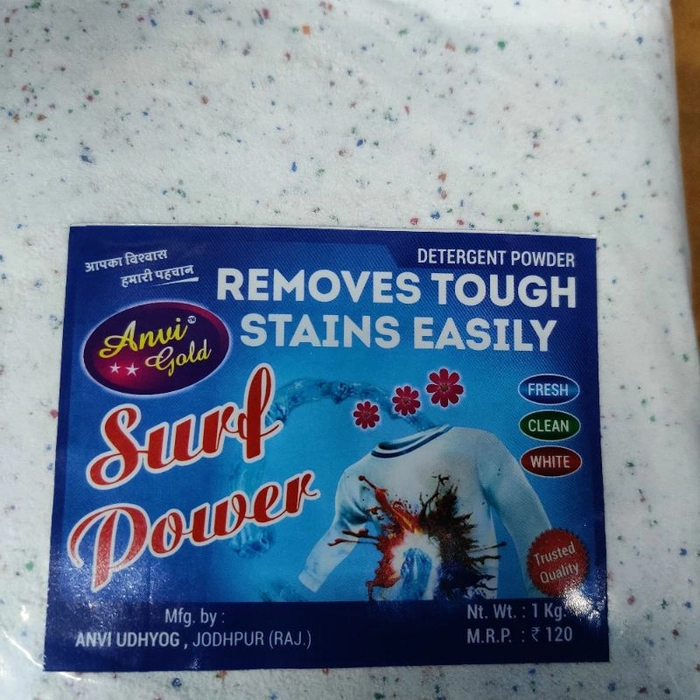 DETERGENT POWDER
आपका विश्वास
हमारी पहचान
REMOVES TOUGH
STAINS EASILY
Anvi™
Gold
Surf
Power
FRESH
CLEAN
WHITE
Trusted
Quality
Mfg. by :
ANVI UDHYOG , JODHPUR (RAJ.)
Nt. Wt. : 1 Kg.
M.R.P. : ₹ 120